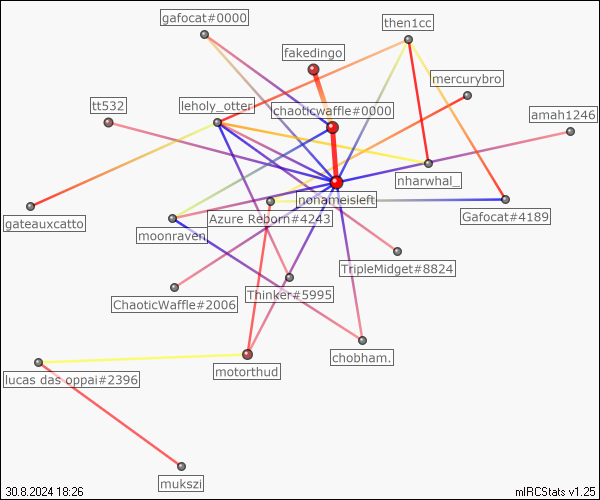 gafocat#0000
then1cc
fakedingo
mercurybro
tt532
leholy_otter
chaoticwaffle#0000
amah1246
nharwhal_
nonameisleft
gateauxcatto
Azure Reborn#4243
Gafocat#4189
moonraven
TripleMidget#8824
ChaoticWaffle#2006
Thinker#5995
chobham.
motorthud
lucas das oppai#2396
mukszi
30.8.2024 18:26
mIRCStats v1.25